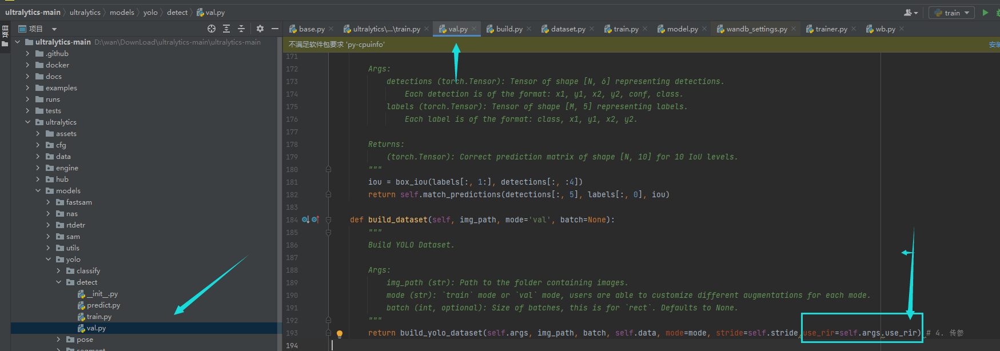 ultralytics-main 〉 ultralytics 〉 models 〉 yolo 〉 detect 〉 val.py
train
项目
项目
base.py
ultralytics\...\train.py
val.py
build.py
dataset.py
train.py
model.py
wandb_settings.py
trainer.py
wb.py
不满足软件包要求 'py-cpuinfo'
安装
ultralytics-main D:\wan\DownLoad\ultralytics-main\ultralytics-main
.github
docker
docs
examples
runs
tests
ultralytics
assets
cfg
data
engine
hub
models
fastsam
nas
rtdetr
sam
utils
yolo
classify
detect
__init__.py
predict.py
train.py
val.py
pose
segment
171
172 Args:
173 detections (torch.Tensor): Tensor of shape [N, 6] representing detections.
174 Each detection is of the format: x1, y1, x2, y2, conf, class.
175 labels (torch.Tensor): Tensor of shape [M, 5] representing labels.
176 Each label is of the format: class, x1, y1, x2, y2.
177
178 Returns:
179 (torch.Tensor): Correct prediction matrix of shape [N, 10] for 10 IoU levels.
180 """
181 iou = box_iou(labels[:, 1:], detections[:, :4])
182 return self.match_predictions(detections[:, 5], labels[:, 0], iou)
183
184 def build_dataset(self, img_path, mode='val', batch=None):
185 """
186 Build YOLO Dataset.
187
188 Args:
189 img_path (str): Path to the folder containing images.
190 mode (str): `train` mode or `val` mode, users are able to customize different augmentations for each mode.
191 batch (int, optional): Size of batches, this is for `rect`. Defaults to None.
192 """
193 return build_yolo_dataset(self.args, img_path, batch, self.data, mode=mode, stride=self.stride,use_rir=self.args.use_rir) # 4. 传参
194